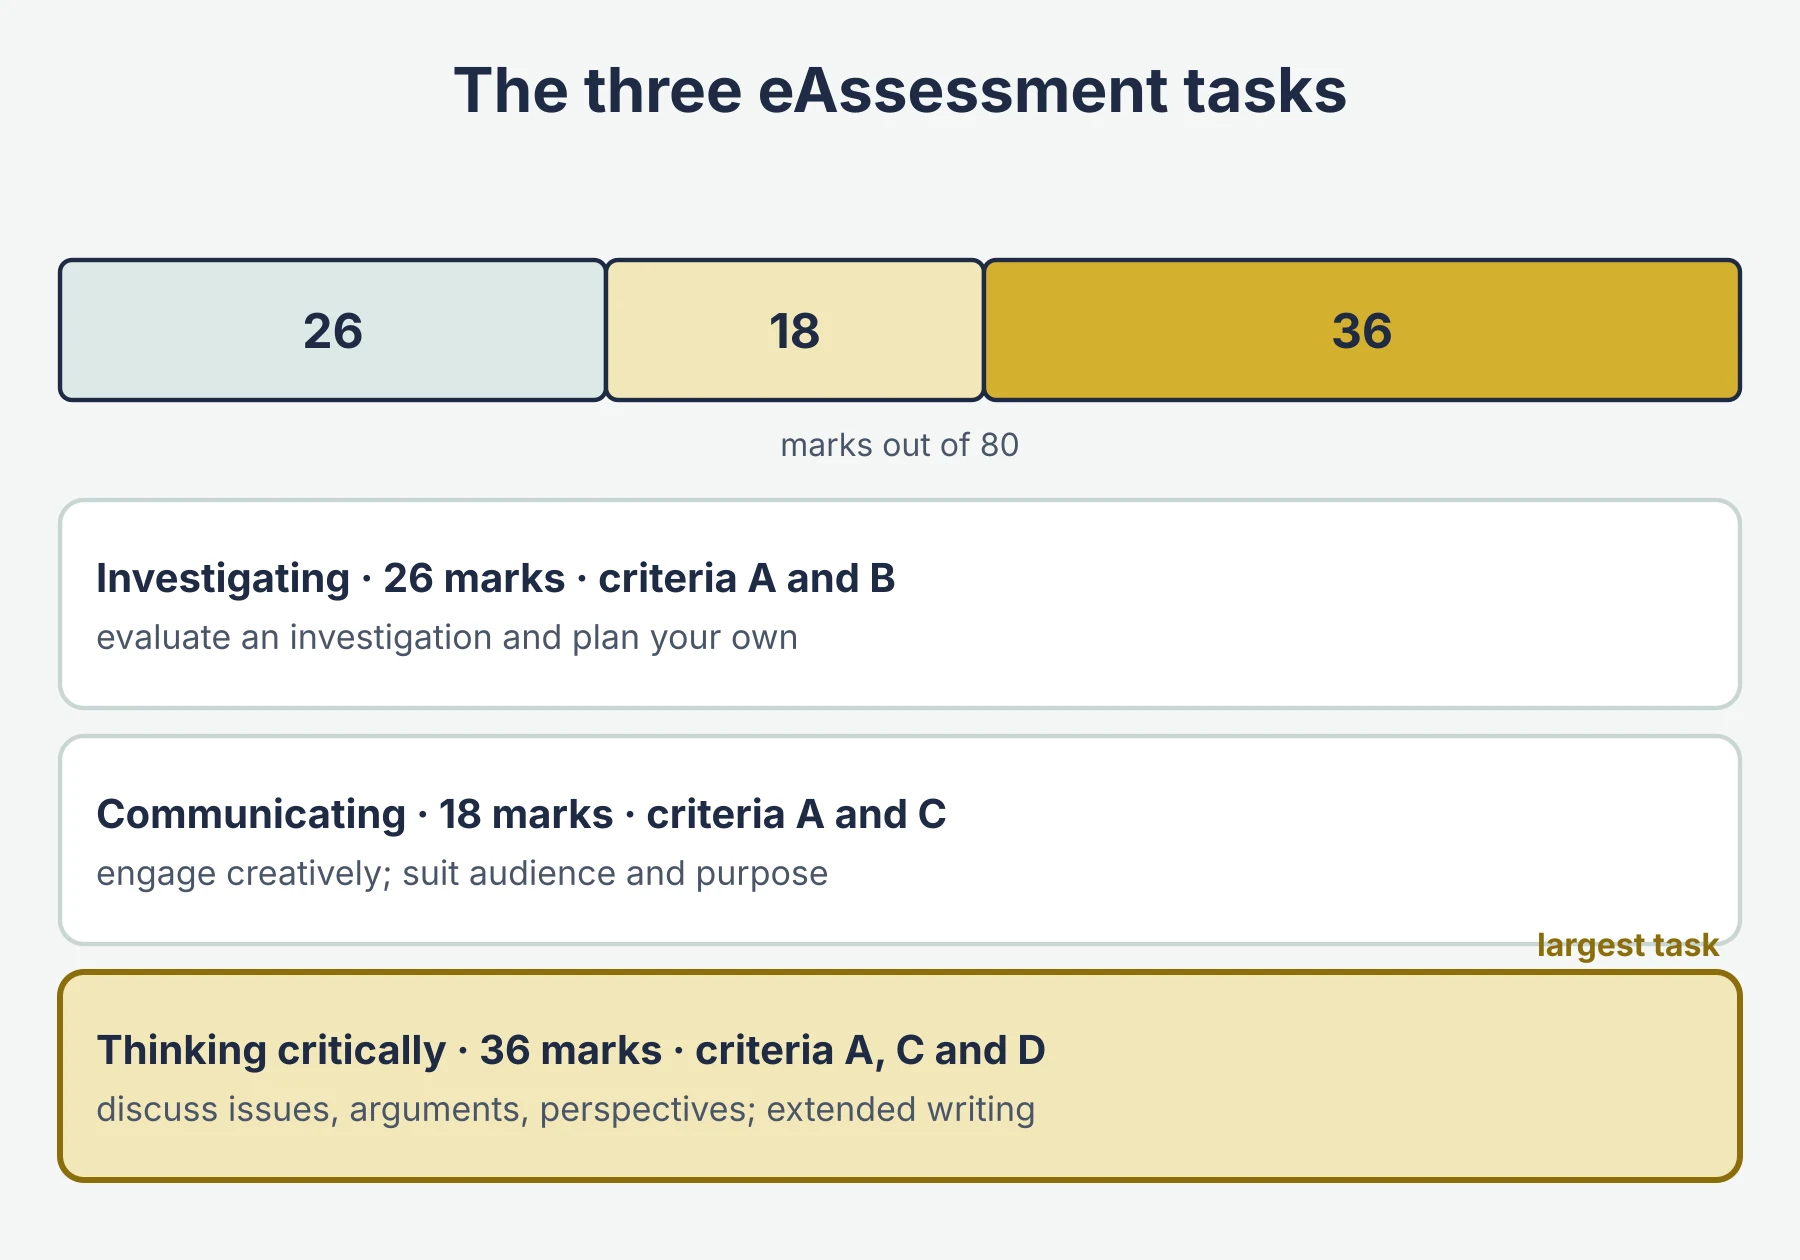 The three eAssessment tasks
26
18
36
marks out of 80
Investigating · 26 marks · criteria A and B
evaluate an investigation and plan your own
Communicating · 18 marks · criteria A and C
engage creatively; suit audience and purpose
largest task
Thinking critically · 36 marks · criteria A, C and D
discuss issues, arguments, perspectives; extended writing